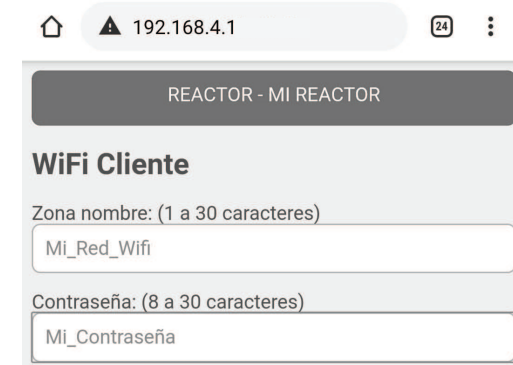 192.168.4.1
24
REACTOR - MI REACTOR
WiFi Cliente
Zona nombre: (1 a 30 caracteres)
Mi_Red_Wifi
Contraseña: (8 a 30 caracteres)
Mi_Contraseña